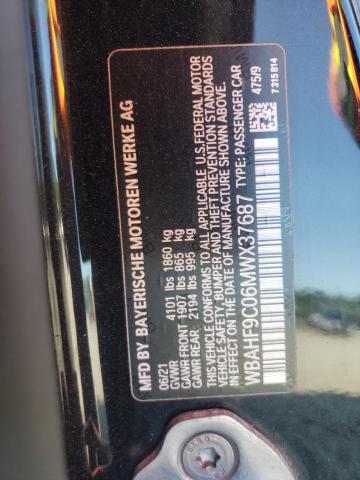 MFD BY BAYERISCHE MOTOREN WERKE AG
06/21
GVWR 4101 lbs 1860 kg
GAWR FRONT 1907 lbs 865 kg
GAWR REAR: 2194 lbs 995 kg
THIS VEHICLE CONFORMS TO ALL APPLICABLE U.S.FEDERAL MOTOR
VEHICLE SAFETY, BUMPER AND THEFT PREVENTION STANDARDS
IN EFFECT ON THE DATE OF MANUFACTURE SHOWN ABOVE.
WBAHF9C06MWX37687 TYPE: PASSENGER CAR
475/9
7315814